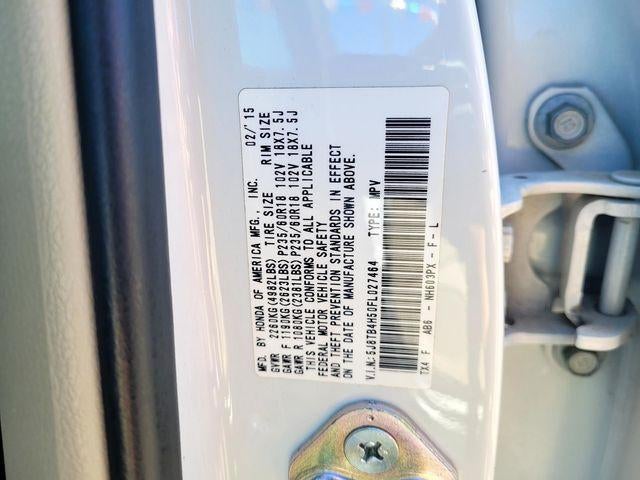 MFD. BY HONDA OF AMERICA MFG., INC. 02/'15
GVWR 2260KG(4982LBS) TIRE SIZE RIM SIZE
GAWR F 1190KG(2623LBS) P235/60R18 102V 18X7.5J
GAWR R 1080KG(2381LBS) P235/60R18 102V 18X7.5J
THIS VEHICLE CONFORMS TO ALL APPLICABLE
FEDERAL MOTOR VEHICLE SAFETY
AND THEFT PREVENTION STANDARDS IN EFFECT
ON THE DATE OF MANUFACTURE SHOWN ABOVE.
V.I.N:5J8TB4H50FL027464 TYPE: MPV
TX4 F AB6 - NH603PX - F - L